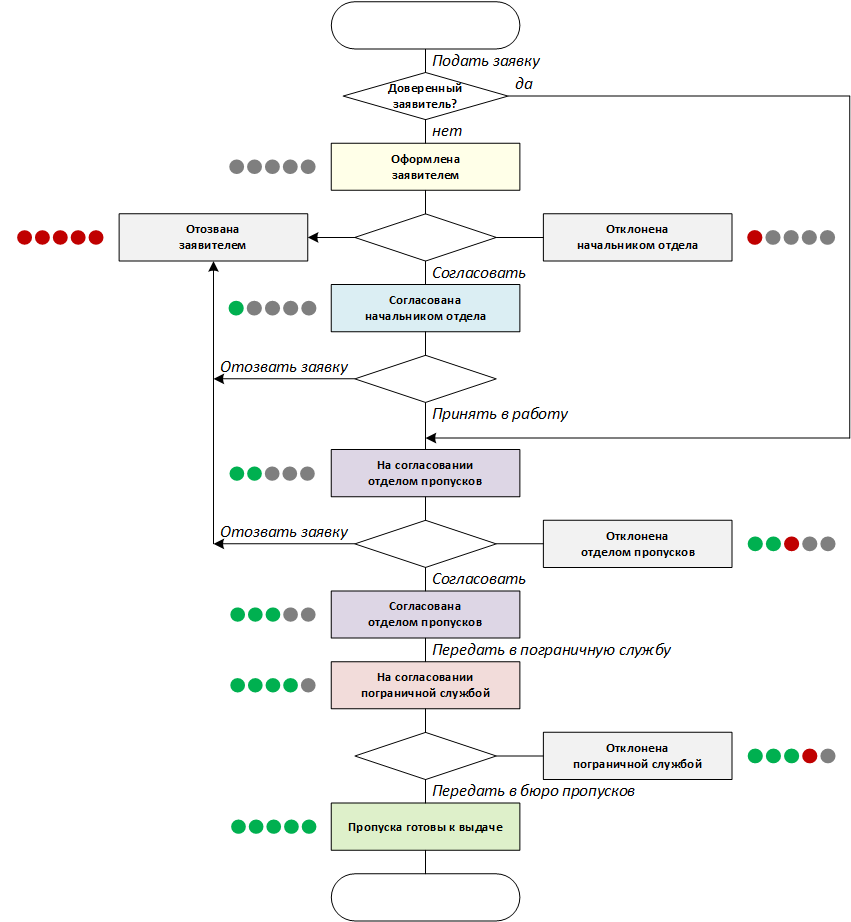 Подать заявку
да
Доверенный
заявитель?
нет
Оформлена
заявителем
Отозвана
заявителем
Отклонена
начальником отдела
Согласовать
Согласована
начальником отдела
Отозвать заявку
Принять в работу
На согласовании
отделом пропусков
Отозвать заявку
Отклонена
отделом пропусков
Согласовать
Согласована
отделом пропусков
Передать в пограничную службу
На согласовании
пограничной службой
Отклонена
пограничной службой
Передать в бюро пропусков
Пропуска готовы к выдаче